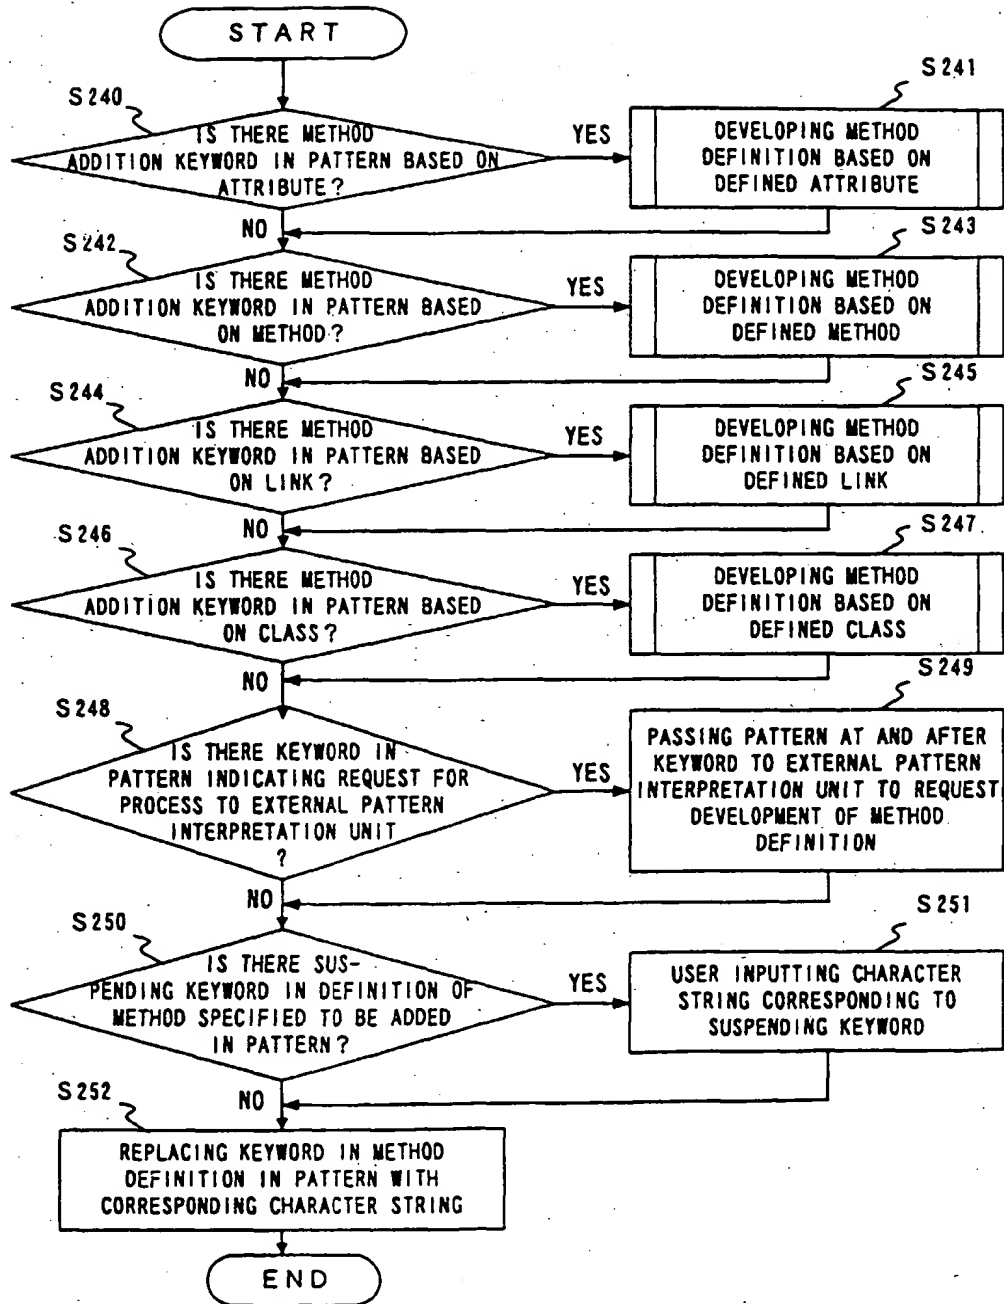 START
S240
IS THERE METHOD
ADDITION KEYWORD IN PATTERN BASED ON
ATTRIBUTE?
YES
S241
DEVELOPING METHOD
DEFINITION BASED ON
DEFINED ATTRIBUTE
NO
S242
IS THERE METHOD
ADDITION KEYWORD IN PATTERN BASED
ON METHOD?
YES
S243
DEVELOPING METHOD
DEFINITION BASED ON
DEFINED METHOD
NO
S244
IS THERE METHOD
ADDITION KEYWORD IN PATTERN BASED
ON LINK?
YES
S245
DEVELOPING METHOD
DEFINITION BASED ON
DEFINED LINK
NO
S246
IS THERE METHOD
ADDITION KEYWORD IN PATTERN BASED
ON CLASS?
YES
S247
DEVELOPING METHOD
DEFINITION BASED ON
DEFINED CLASS
NO
S248
IS THERE KEYWORD IN
PATTERN INDICATING REQUEST FOR
PROCESS TO EXTERNAL PATTERN
INTERPRETATION UNIT
?
YES
S249
PASSING PATTERN AT AND AFTER
KEYWORD TO EXTERNAL PATTERN
INTERPRETATION UNIT TO REQUEST
DEVELOPMENT OF METHOD
DEFINITION
NO
S250
IS THERE SUS-
PENDING KEYWORD IN DEFINITION OF
METHOD SPECIFIED TO BE ADDED
IN PATTERN?
YES
S251
USER INPUTTING CHARACTER
STRING CORRESPONDING TO
SUSPENDING KEYWORD
NO
S252
REPLACING KEYWORD IN METHOD
DEFINITION IN PATTERN WITH
CORRESPONDING CHARACTER STRING
END